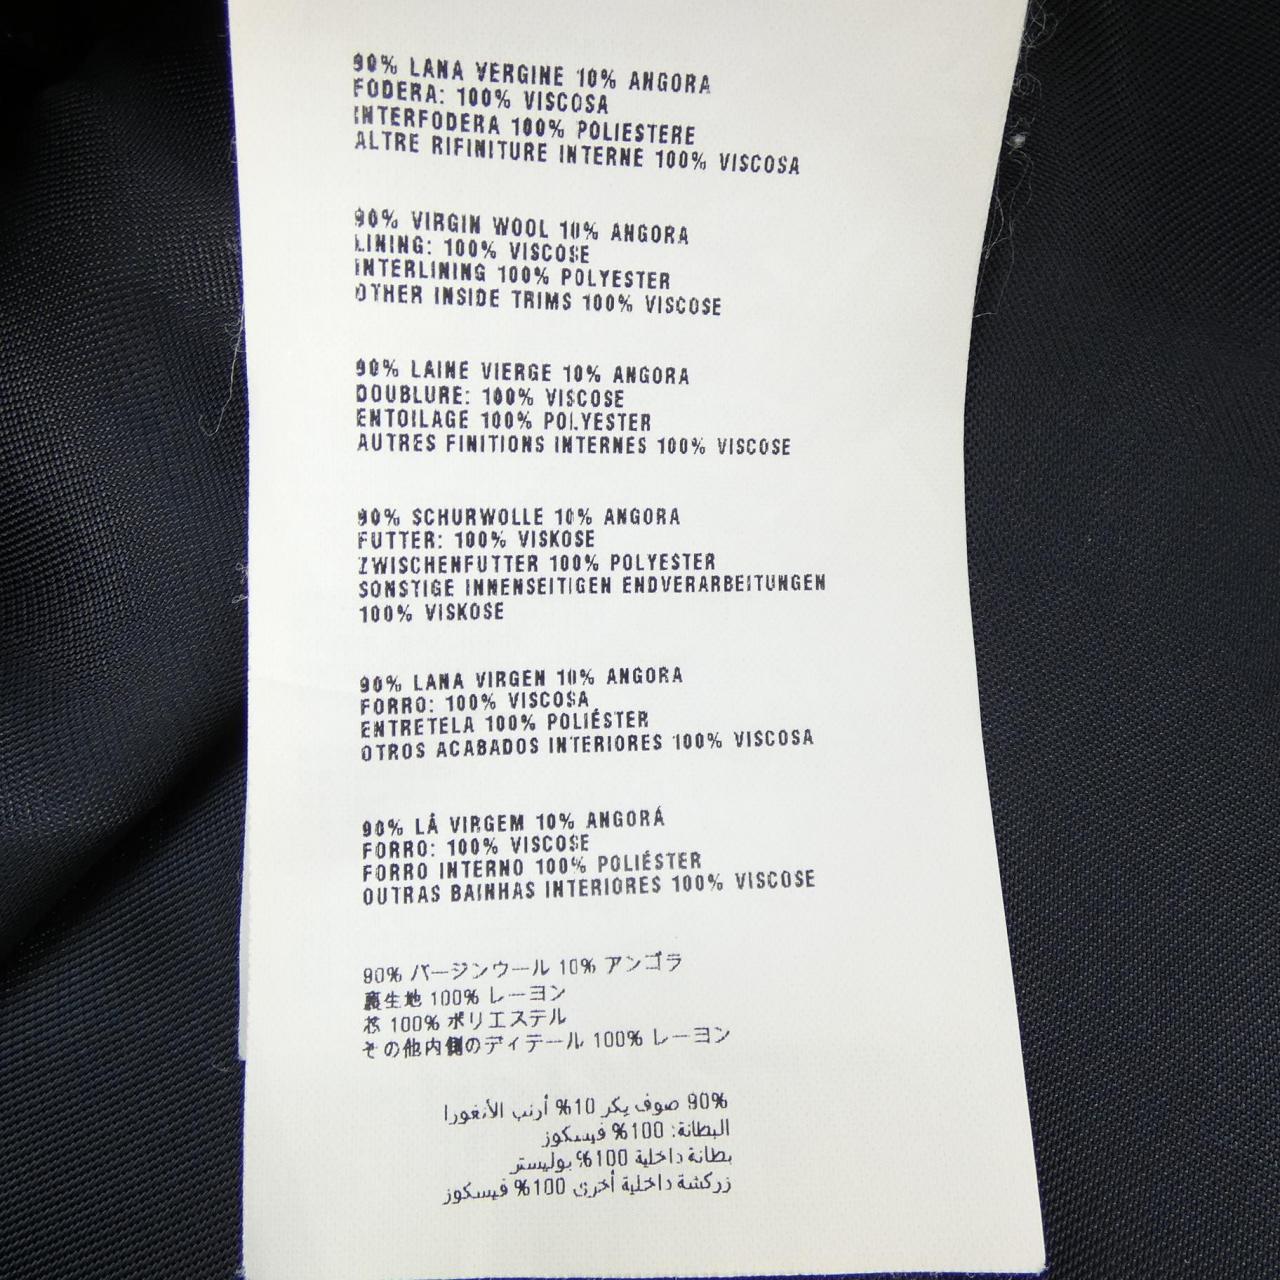 90% LANA VERGINE 10% ANGORA
FODERA: 100% VISCOSA
INTERFODERA 100% POLIESTERE
ALTRE RIFINITURE INTERNE 100% VISCOSA
90% VIRGIN WOOL 10% ANGORA
LINING: 100% VISCOSE
INTERLINING 100% POLYESTER
OTHER INSIDE TRIMS 100% VISCOSE
90% LAINE VIERGE 10% ANGORA
DOUBLURE: 100% VISCOSE
ENTOILAGE 100% POLYESTER
AUTRES FINITIONS INTERNES 100% VISCOSE
90% SCHURWOLLE 10% ANGORA
FUTTER: 100% VISKOSE
ZWISCHENFUTTER 100% POLYESTER
SONSTIGE INNENSEITIGEN ENDVERARBEITUNGEN
100% VISKOSE
90% LANA VIRGEN 10% ANGORA
FORRO: 100% VISCOSA
ENTRETELA 100% POLIÉSTER
OTROS ACABADOS INTERIORES 100% VISCOSA
90% LÃ VIRGEM 10% ANGORÁ
FORRO: 100% VISCOSE
FORRO INTERNO 100% POLIÉSTER
OUTRAS BAINHAS INTERIORES 100% VISCOSE
90% バージンウール 10% アンゴラ
裏生地 100% レーヨン
芯 100% ポリエステル
その他内側のディテール 100% レーヨン
90% صوف بكر 10% أرنب الأنغورا
البطانة: 100% فيسكوز
بطانة داخلية 100% بوليستر
زركشة داخلية أخرى 100% فيسكوز